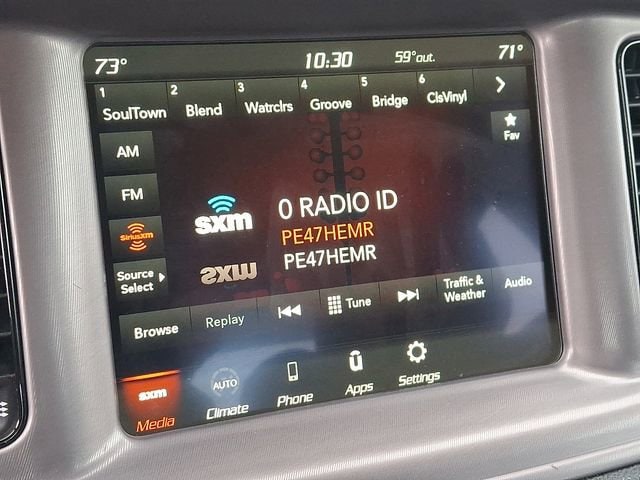 73° 10:30 59°out. 71°
1 SoulTown 2 Blend 3 Watrclrs 4 Groove 5 Bridge 6 ClsVinyl
Fav
AM
FM
SiriusXM
Source
Select
sxm
0 RADIO ID
PE47HEMR
PE47HEMR
Browse Replay Tune Traffic &
Weather Audio
sxm AUTO ū
Media Climate Phone Apps Settings